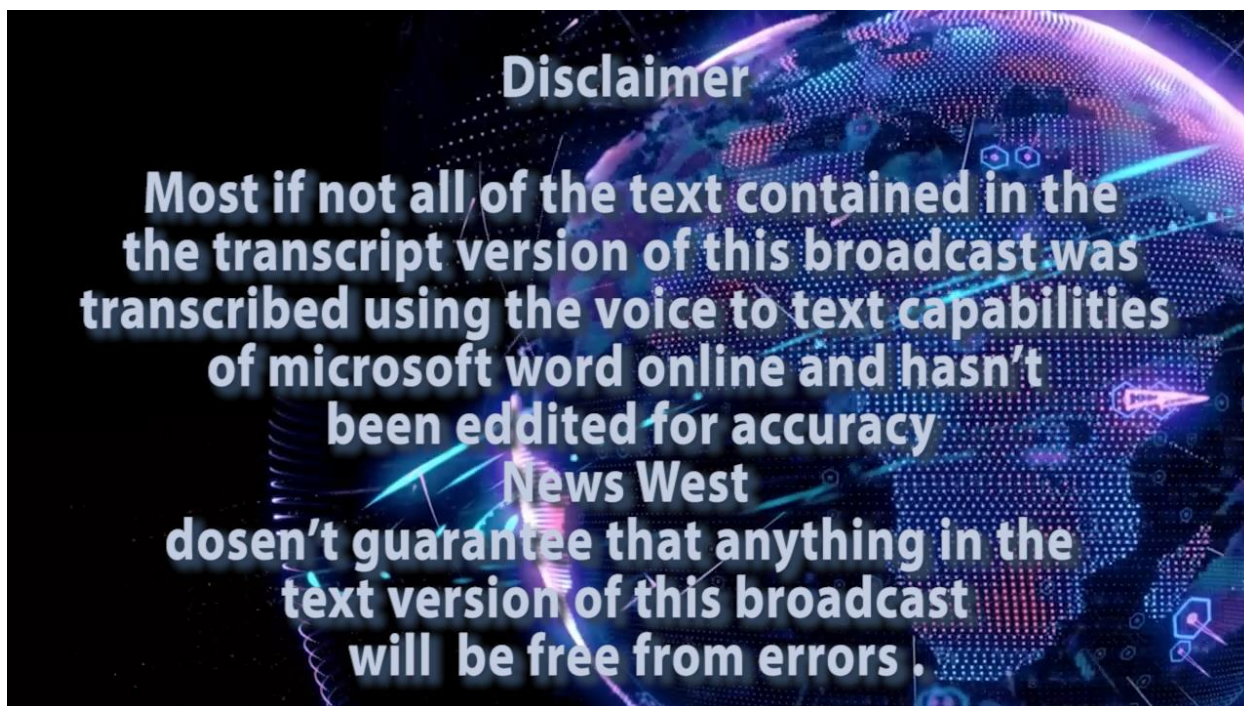 Disclaimer
Most if not all of the text contained in the
the transcript version of this broadcast was
transcribed using the voice to text capabilities
of microsoft word online and hasn't
been eddited for accuracy
News West
dosen't guarantee that anything in the
text version of this broadcast
will be free from errors .